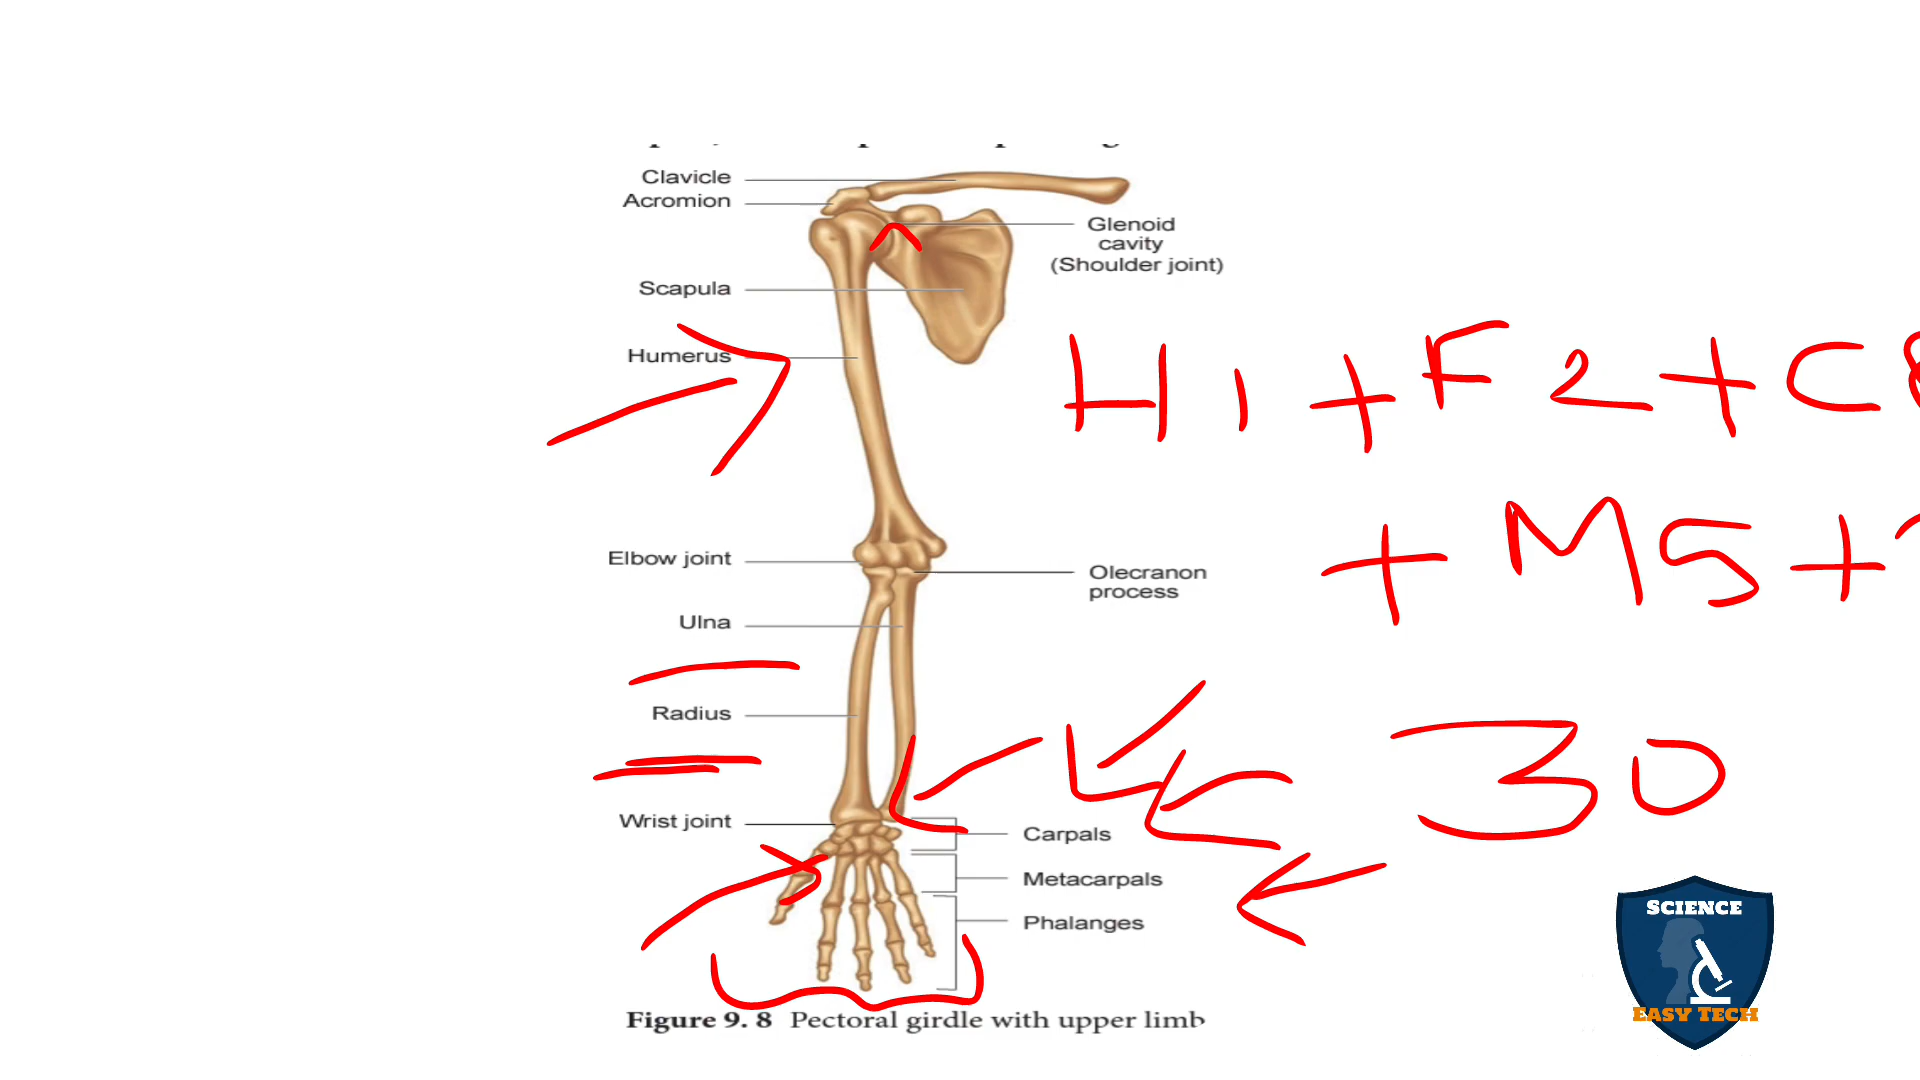 Clavicle
Acromion
Glenoid
cavity
(Shoulder joint)
Scapula
Humerus
H1+F2+C8
Elbow joint
+M5+
Olecranon
process
Ulna
Radius
30
Wrist joint
Carpals
Metacarpals
Phalanges
SCIENCE
EASY TECH
Figure 9. 8 Pectoral girdle with upper limb